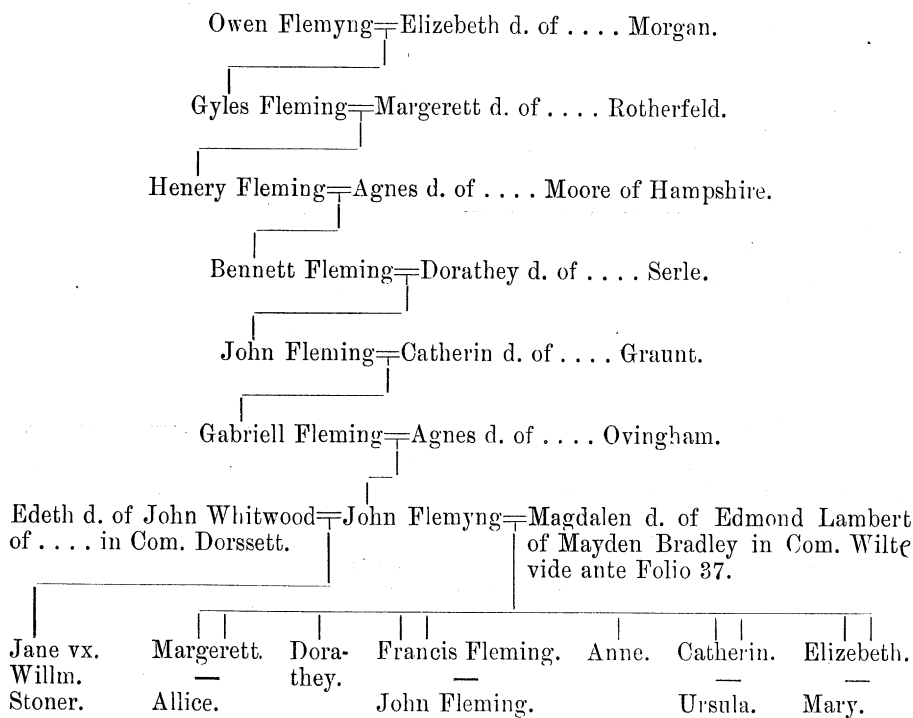 Owen Flemyng Elizebeth d. of . . . . Morgan.
Gyles Fleming Margerett d. of . . . . Rotherfeld.
Henery Fleming Agnes d. of . . . . Moore of Hampshire.
Bennett Fleming Dorathey d. of . . . . Serle.
John Fleming Catherin d. of . . . . Graunt.
Gabriell Fleming Agnes d. of . . . . Ovingham.
Edeth d. of John Whitwood John Flemyng Magdalen d. of Edmond Lambert
of . . . . in Com. Dorssett. of Mayden Bradley in Com. Wiltꝭ
vide ante Folio 37.
Jane vx. Margerett. Dora- Francis Fleming. Anne. Catherin. Elizebeth.
Willm. — they. — — —
Stoner. Allice. John Fleming. Ursula. Mary.